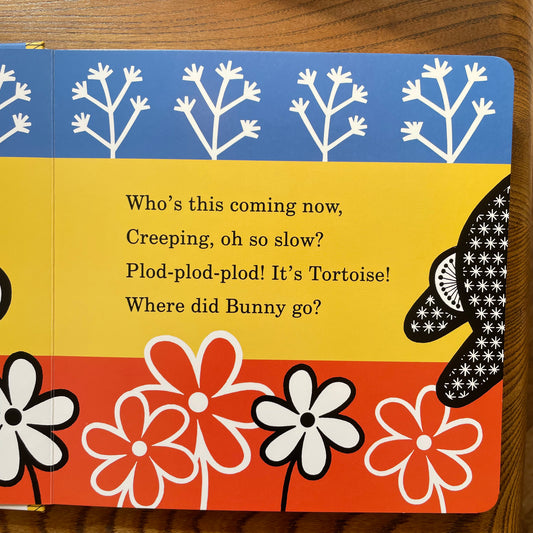 Who’s this coming now,
Creeping, oh so slow?
Plod-plod-plod! It’s Tortoise!
Where did Bunny go?